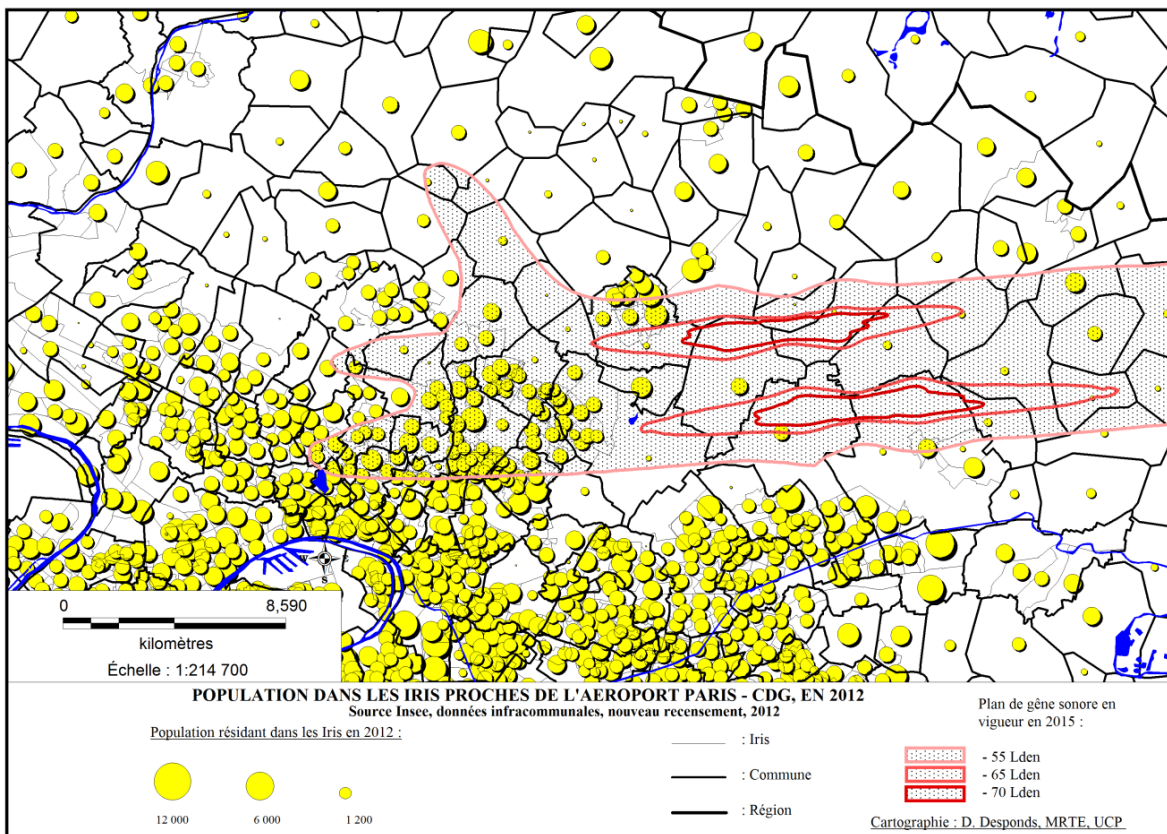 W E
S
0 8,590
kilomètres
Échelle : 1:214 700
POPULATION DANS LES IRIS PROCHES DE L'AEROPORT PARIS - CDG, EN 2012
Source Insee, données infracommunales, nouveau recensement, 2012
Population résidant dans les Iris en 2012 :
12 000 6 000 1 200
: Iris
: Commune
: Région
Plan de gêne sonore en
vigueur en 2015 :
- 55 Lden
- 65 Lden
- 70 Lden
Cartographie : D. Desponds, MRTE, UCP